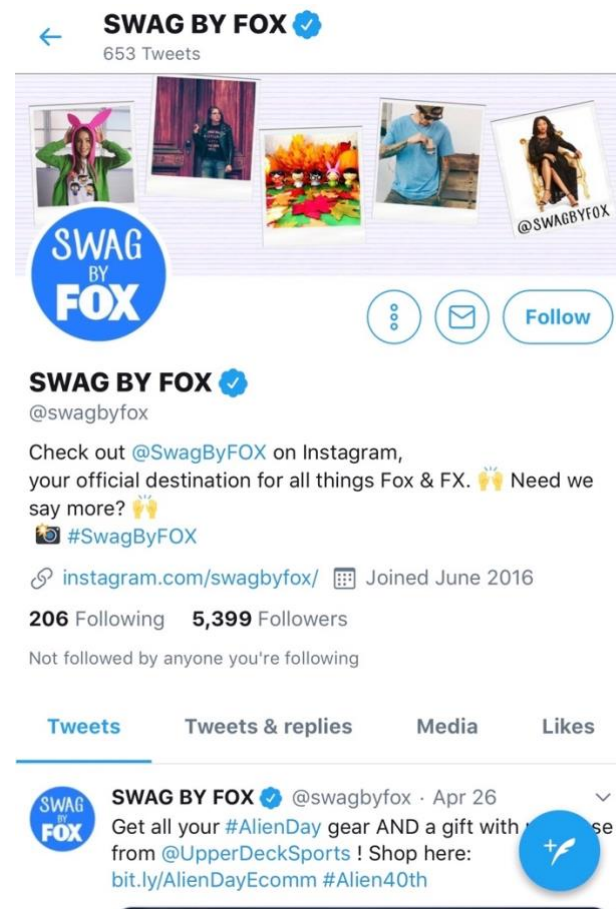 SWAG BY FOX
653 Tweets
@SWAGBYFOX
SWAG
BY
FOX
Follow
SWAG BY FOX
@swagbyfox
Check out @SwagByFOX on Instagram,
your official destination for all things Fox & FX. 🙌 Need we
say more? 🙌
📸 #SwagByFOX
instagram.com/swagbyfox/ Joined June 2016
206 Following 5,399 Followers
Not followed by anyone you're following
Tweets Tweets & replies Media Likes
SWAG
BY
FOX
SWAG BY FOX @swagbyfox · Apr 26
Get all your #AlienDay gear AND a gift with
from @UpperDeckSports ! Shop here:
bit.ly/AlienDayEcomm #Alien40th